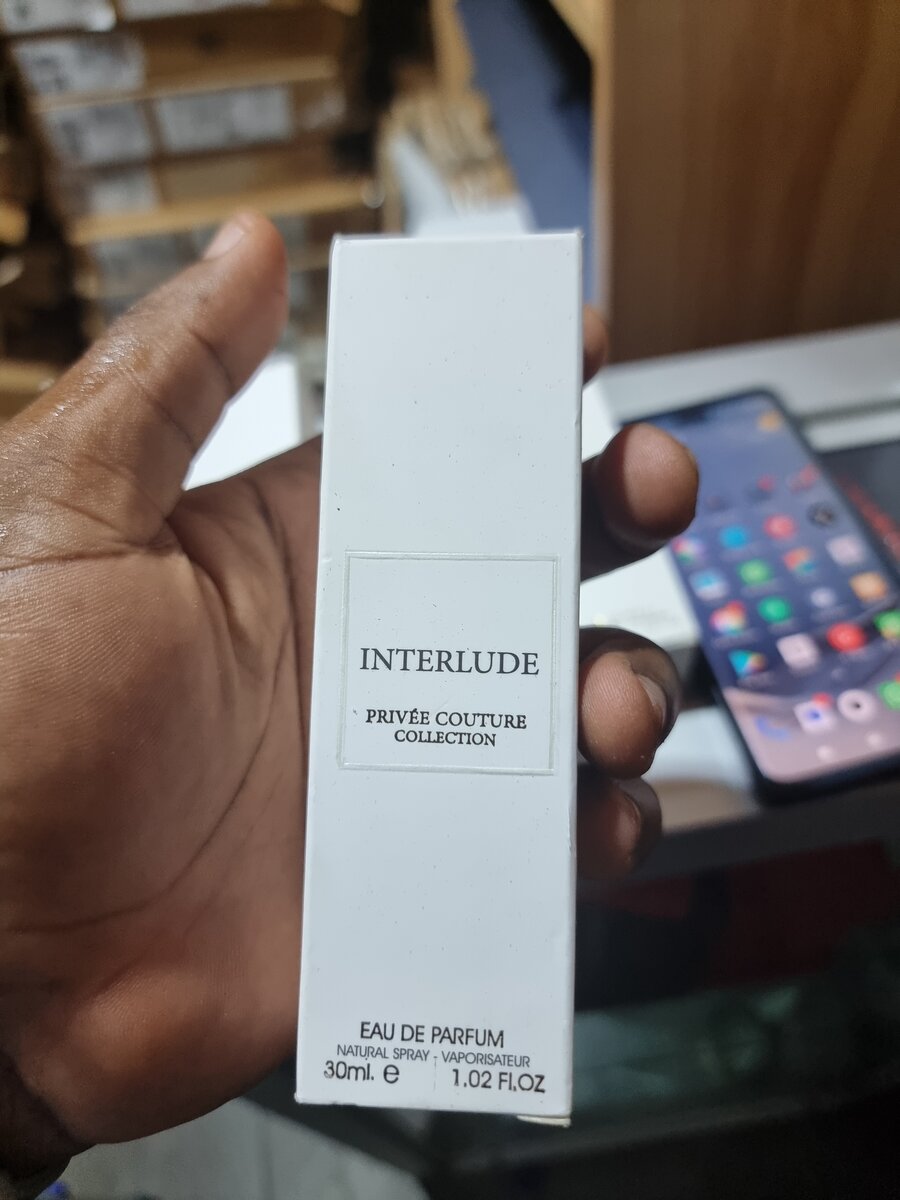 INTERLUDE
PRIVÉE COUTURE
COLLECTION
EAU DE PARFUM
NATURAL SPRAY - VAPORISATEUR
30ml. e 1.02 Fl.OZ